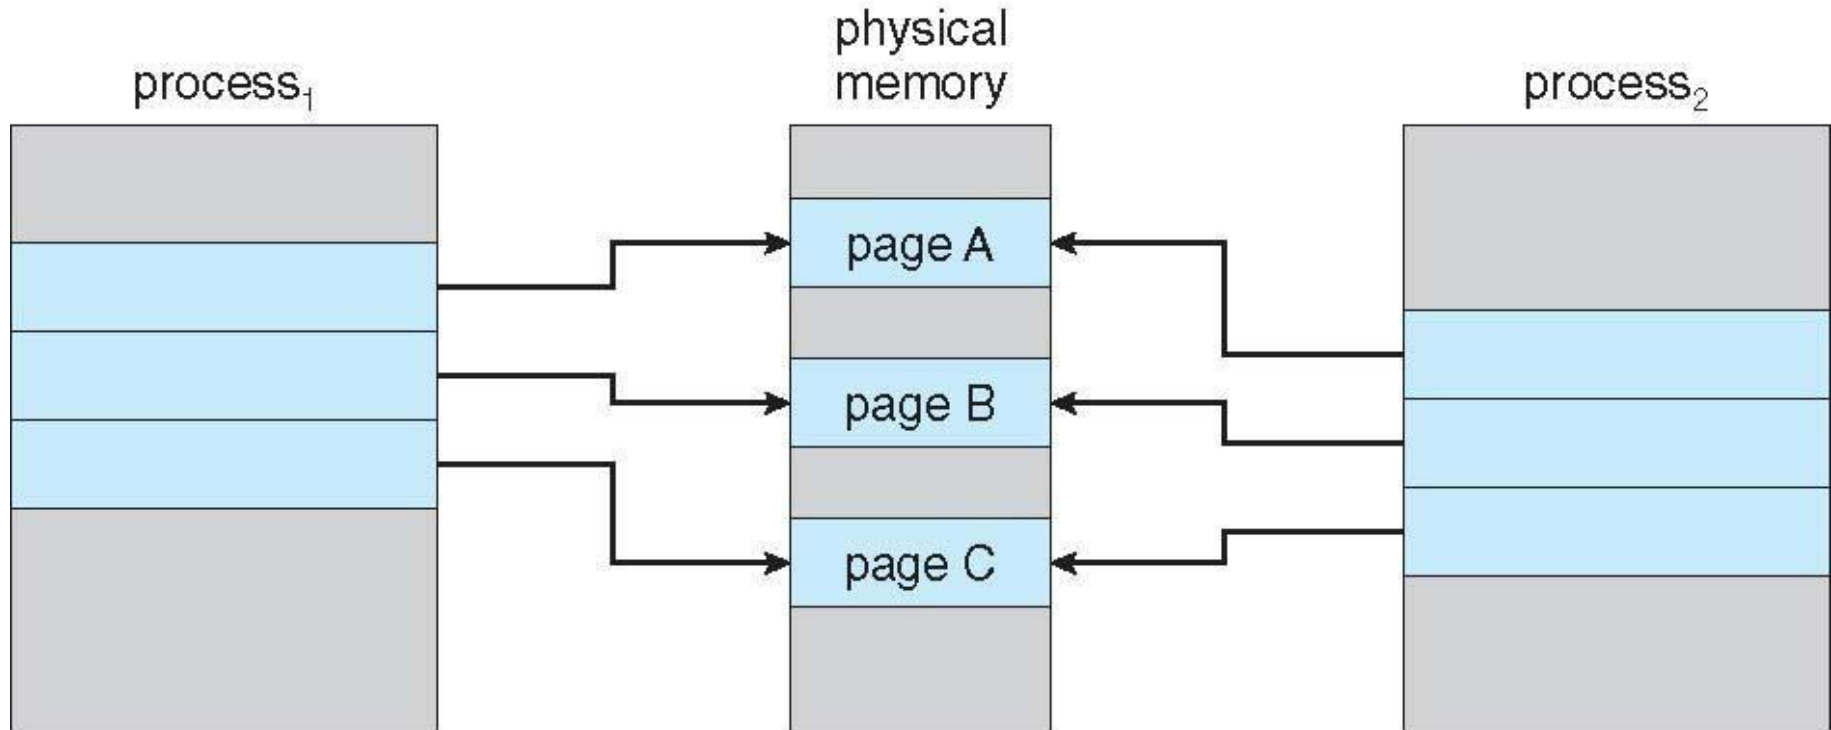 process₁
physical
memory
process₂
page A
page B
page C